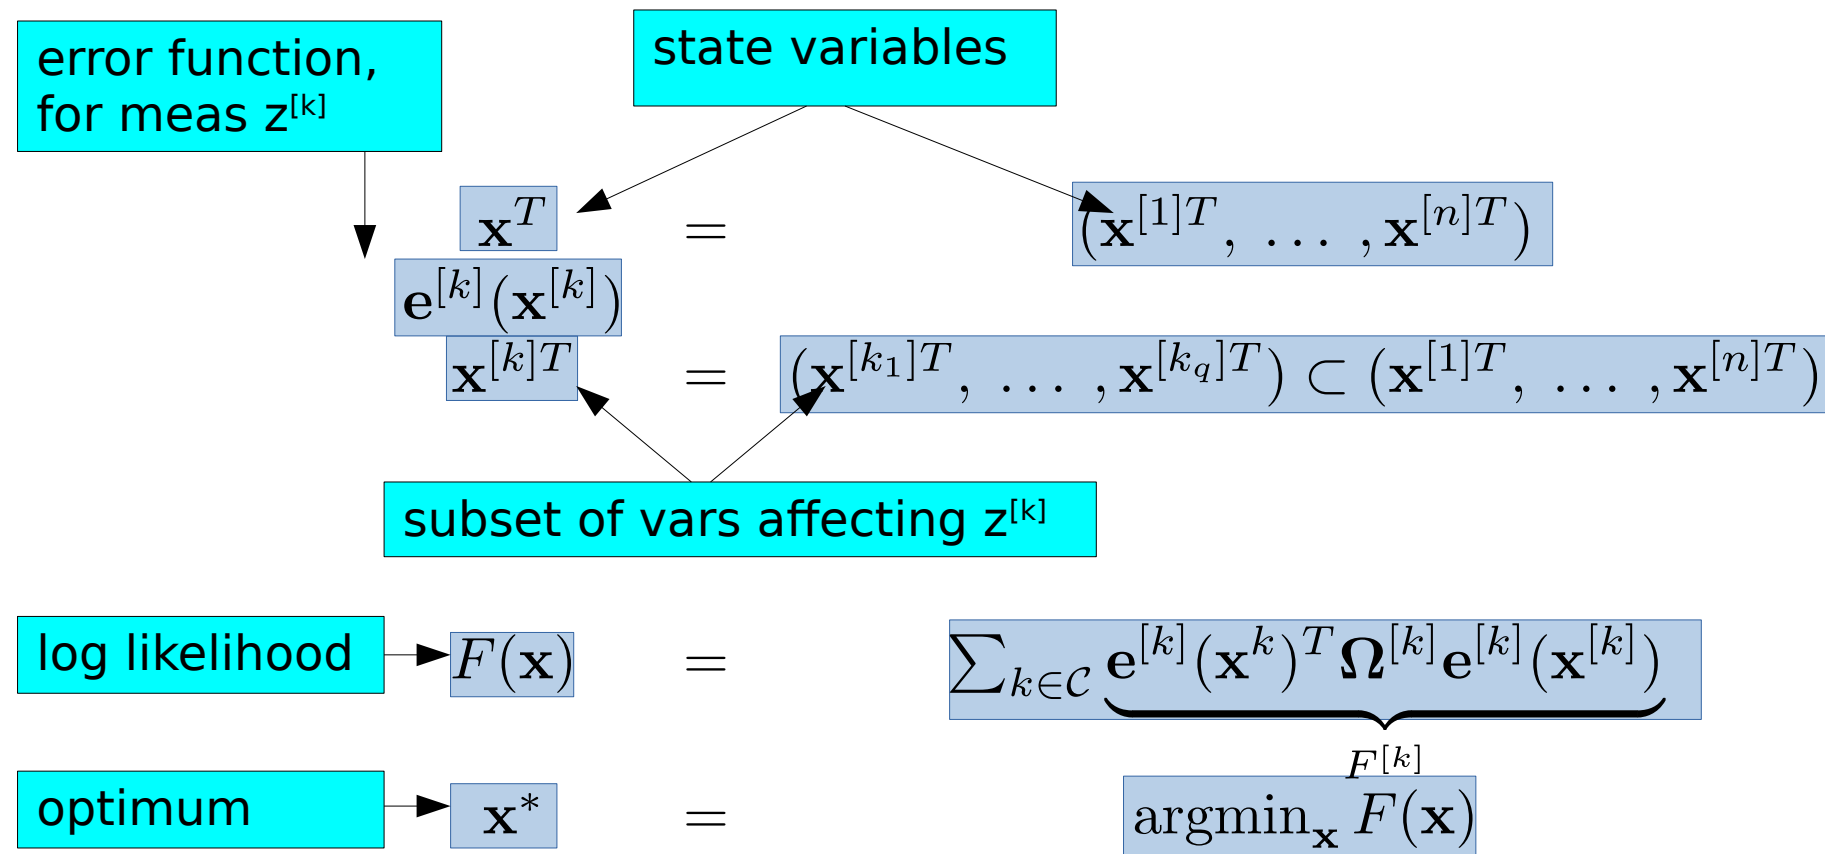 error function,
for meas z[k]
state variables
𝐱^T = (𝐱^{[1]T}, … , 𝐱^{[n]T})
𝐞^{[k]}(𝐱^{[k]})
𝐱^{[k]T} = (𝐱^{[k_1]T}, … , 𝐱^{[k_q]T}) ⊂ (𝐱^{[1]T}, … , 𝐱^{[n]T})
subset of vars affecting z[k]
log likelihood F(𝐱) = ∑_{k∈𝒞} 𝐞^{[k]}(𝐱^k)^T 𝛀^{[k]} 𝐞^{[k]}(𝐱^{[k]})
F^{[k]}
optimum 𝐱^* = argmin_𝐱 F(𝐱)